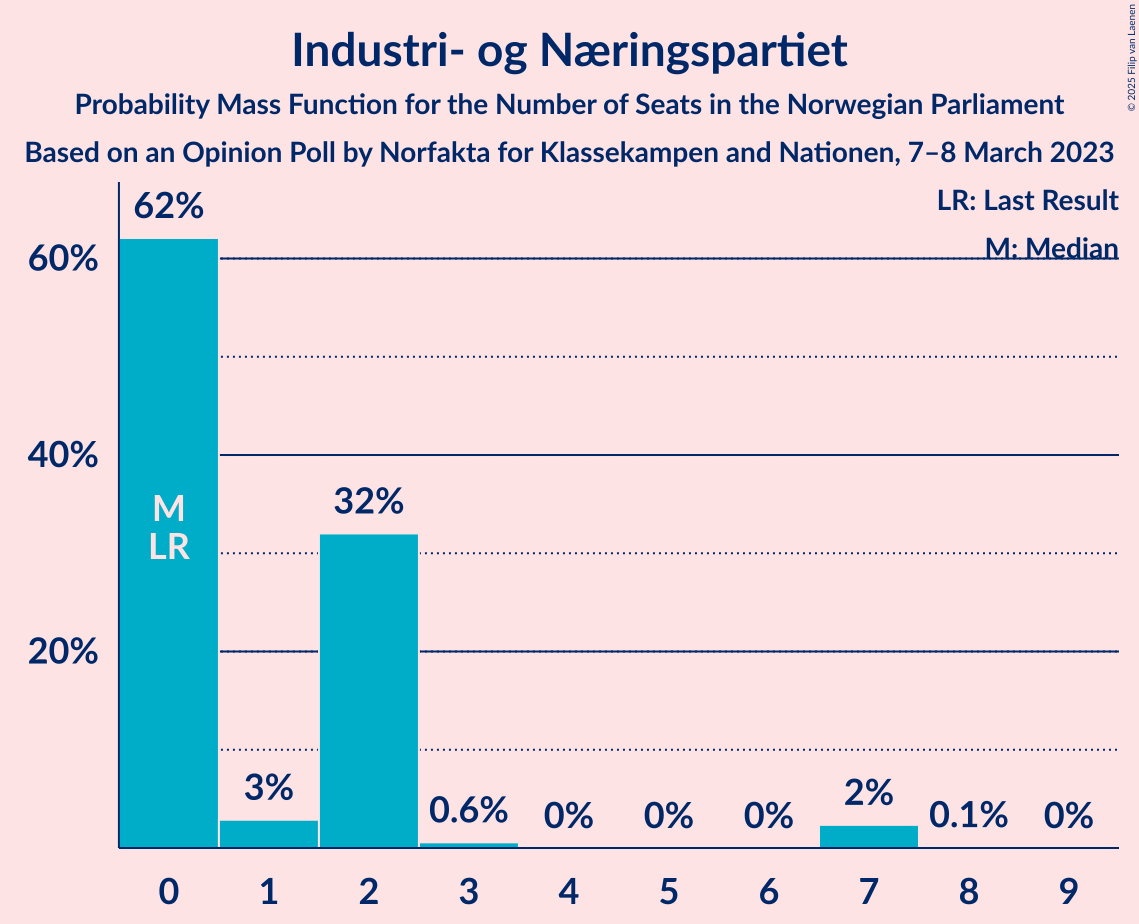 Industri- og Næringspartiet
Probability Mass Function for the Number of Seats in the Norwegian Parliament
Based on an Opinion Poll by Norfakta for Klassekampen and Nationen, 7–8 March 2023
© 2025 Filip van Laenen
LR: Last Result
M: Median
60%
40%
20%
62%
3%
32%
0.6%
0%
0%
0%
2%
0.1%
0%
M
LR
0 1 2 3 4 5 6 7 8 9